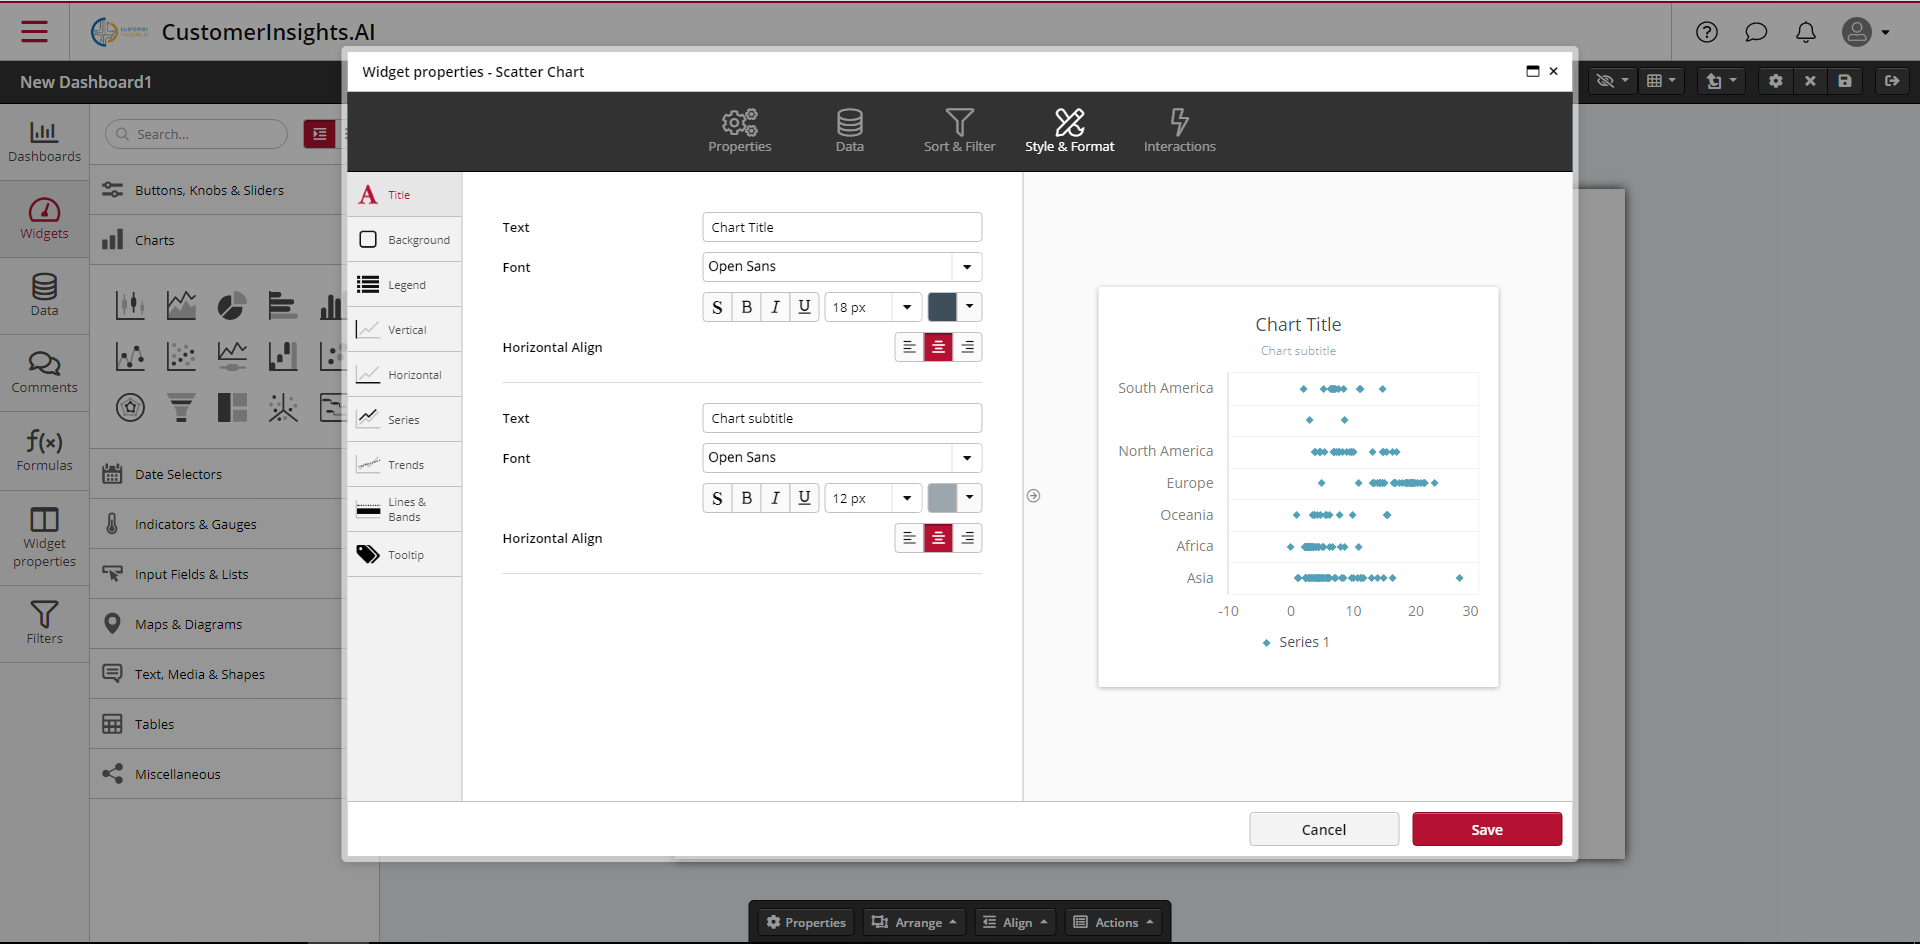 CustomerInsights.AI
New Dashboard1
Widget properties - Scatter Chart
Properties
Data
Sort & Filter
Style & Format
Interactions
Dashboards
Widgets
Data
Comments
f(x)
Formulas
Widget
properties
Filters
Search...
Buttons, Knobs & Sliders
Charts
Date Selectors
Indicators & Gauges
Input Fields & Lists
Maps & Diagrams
Text, Media & Shapes
Tables
Miscellaneous
Title
Background
Legend
Vertical
Horizontal
Series
Trends
Lines &
Bands
Tooltip
Text
Chart Title
Font
Open Sans
S B I U 18 px
Horizontal Align
Text
Chart subtitle
Font
Open Sans
S B I U 12 px
Horizontal Align
Chart Title
Chart subtitle
South America
North America
Europe
Oceania
Africa
Asia
-10 0 10 20 30
Series 1
Cancel
Save
Properties
Arrange
Align
Actions